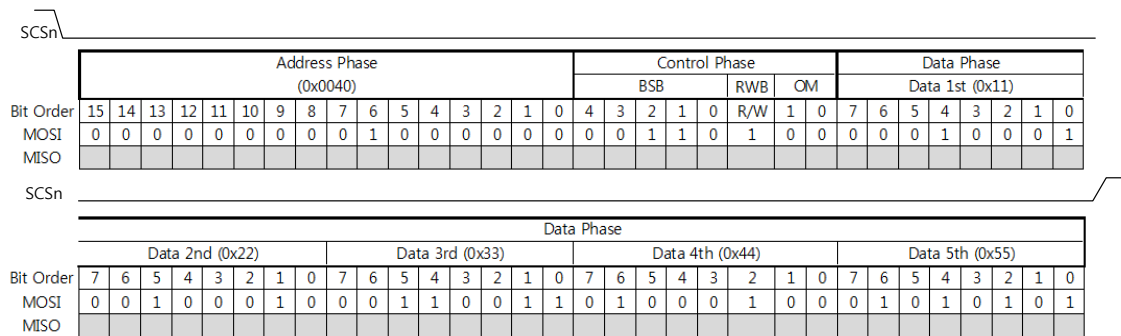 SCSn
Address Phase Control Phase Data Phase
(0x0040) BSB RWB OM Data 1st (0x11)
Bit Order 15 14 13 12 11 10 9 8 7 6 5 4 3 2 1 0 4 3 2 1 0 R/W 1 0 7 6 5 4 3 2 1 0
MOSI 0 0 0 0 0 0 0 0 0 1 0 0 0 0 0 0 0 0 1 1 0 1 0 0 0 0 0 1 0 0 0 1
MISO
SCSn
Data Phase
Data 2nd (0x22) Data 3rd (0x33) Data 4th (0x44) Data 5th (0x55)
Bit Order 7 6 5 4 3 2 1 0 7 6 5 4 3 2 1 0 7 6 5 4 3 2 1 0 7 6 5 4 3 2 1 0
MOSI 0 0 1 0 0 0 1 0 0 0 1 1 0 0 1 1 0 1 0 0 0 1 0 0 0 1 0 1 0 1 0 1
MISO